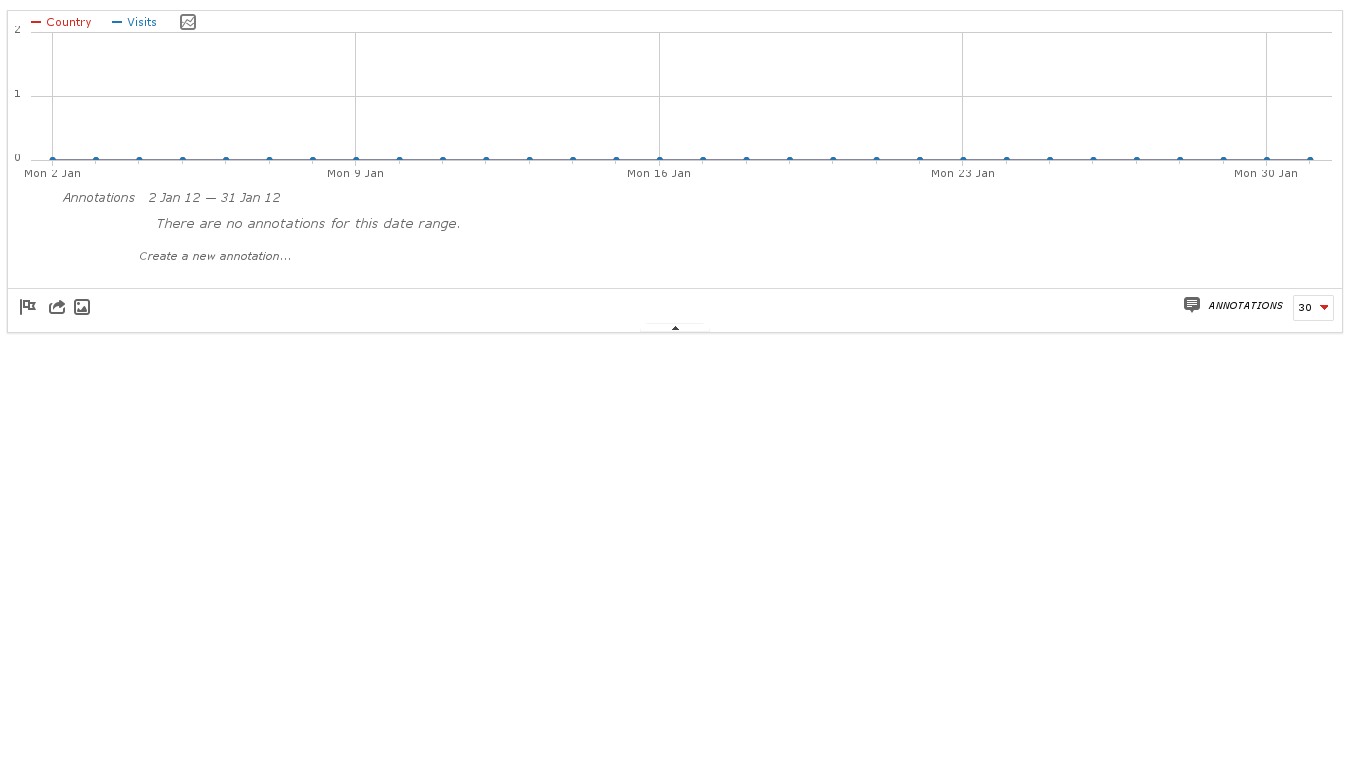 Country Visits
2
1
0
Mon 2 Jan Mon 9 Jan Mon 16 Jan Mon 23 Jan Mon 30 Jan
Annotations 2 Jan 12 — 31 Jan 12
There are no annotations for this date range.
Create a new annotation...
ANNOTATIONS 30